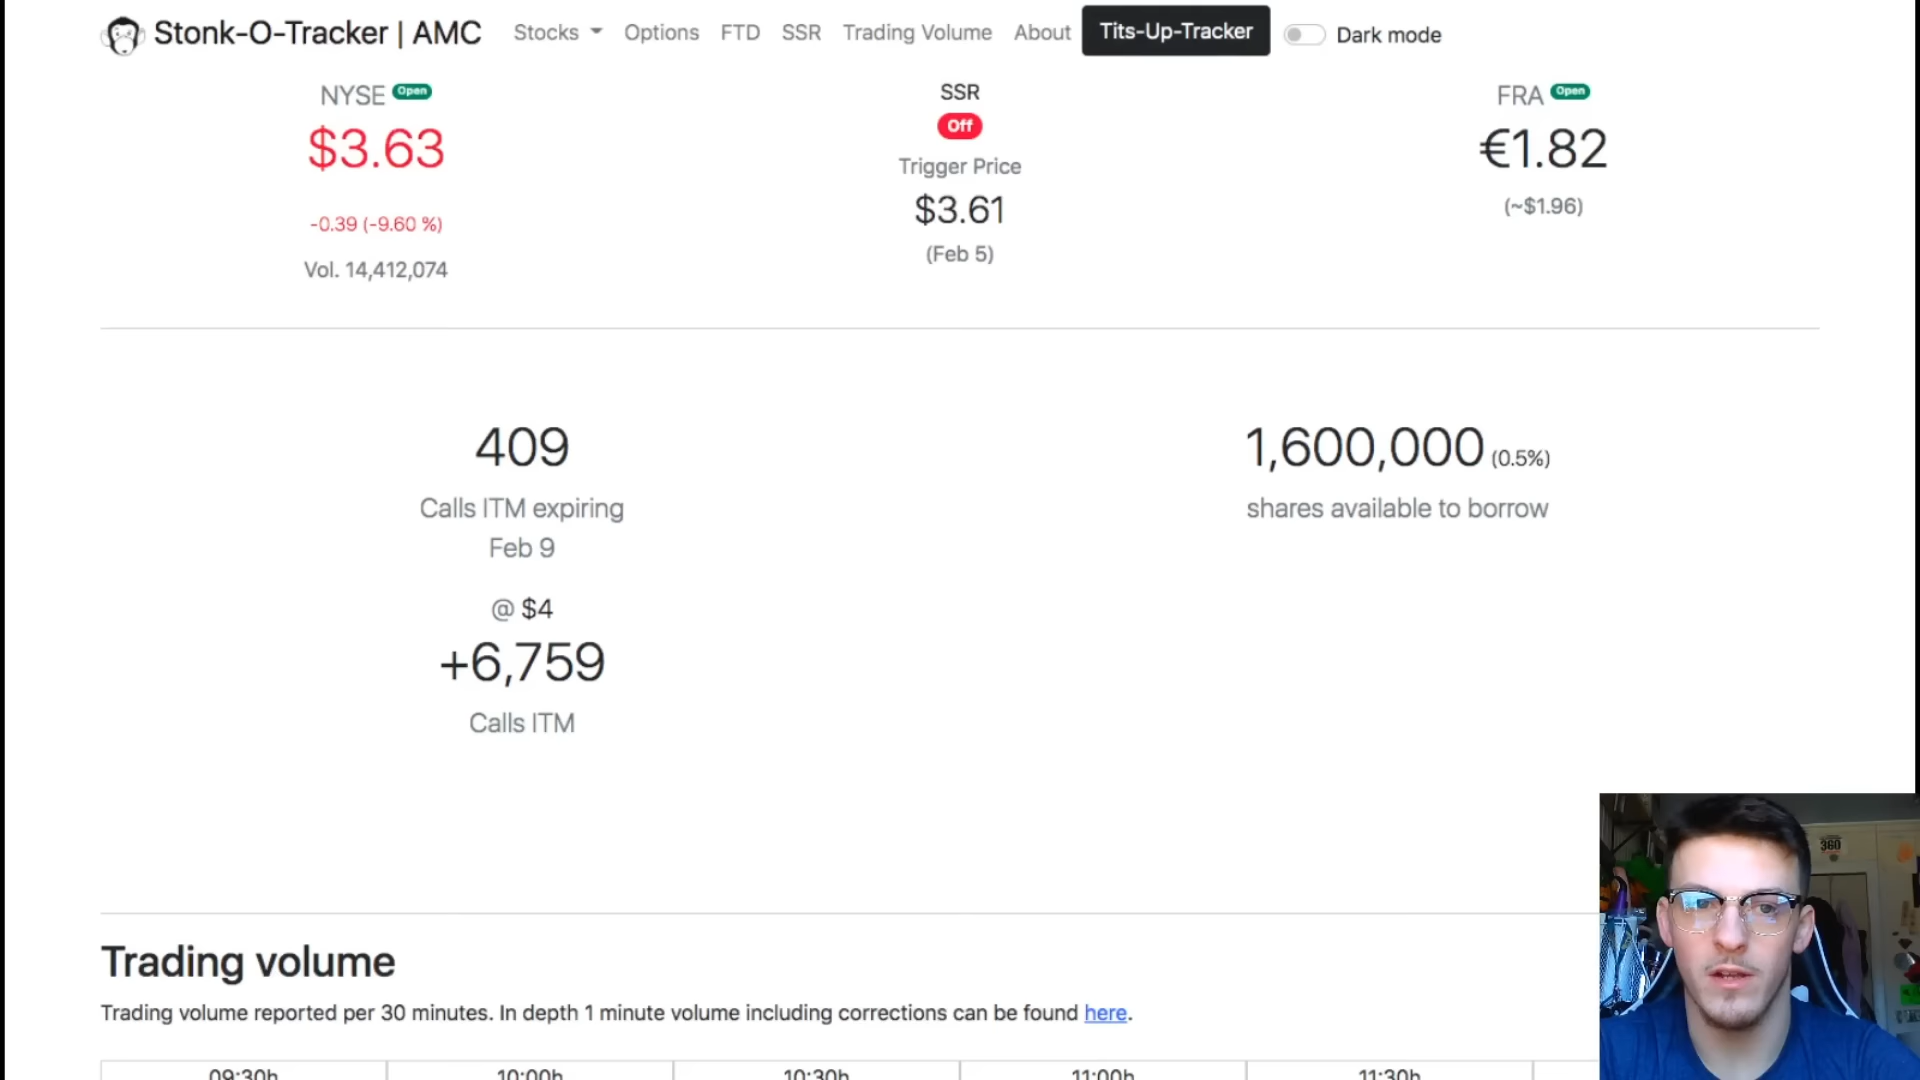 Stonk-O-Tracker | AMC Stocks Options FTD SSR Trading Volume About Tits-Up-Tracker Dark mode
NYSE Open
$3.63
-0.39 (-9.60 %)
Vol. 14,412,074
SSR
Off
Trigger Price
$3.61
(Feb 5)
FRA Open
€1.82
(~$1.96)
409
Calls ITM expiring
Feb 9
@ $4
+6,759
Calls ITM
1,600,000 (0.5%)
shares available to borrow
Trading volume
Trading volume reported per 30 minutes. In depth 1 minute volume including corrections can be found here.
09:30h 10:00h 10:30h 11:00h 11:30h
360